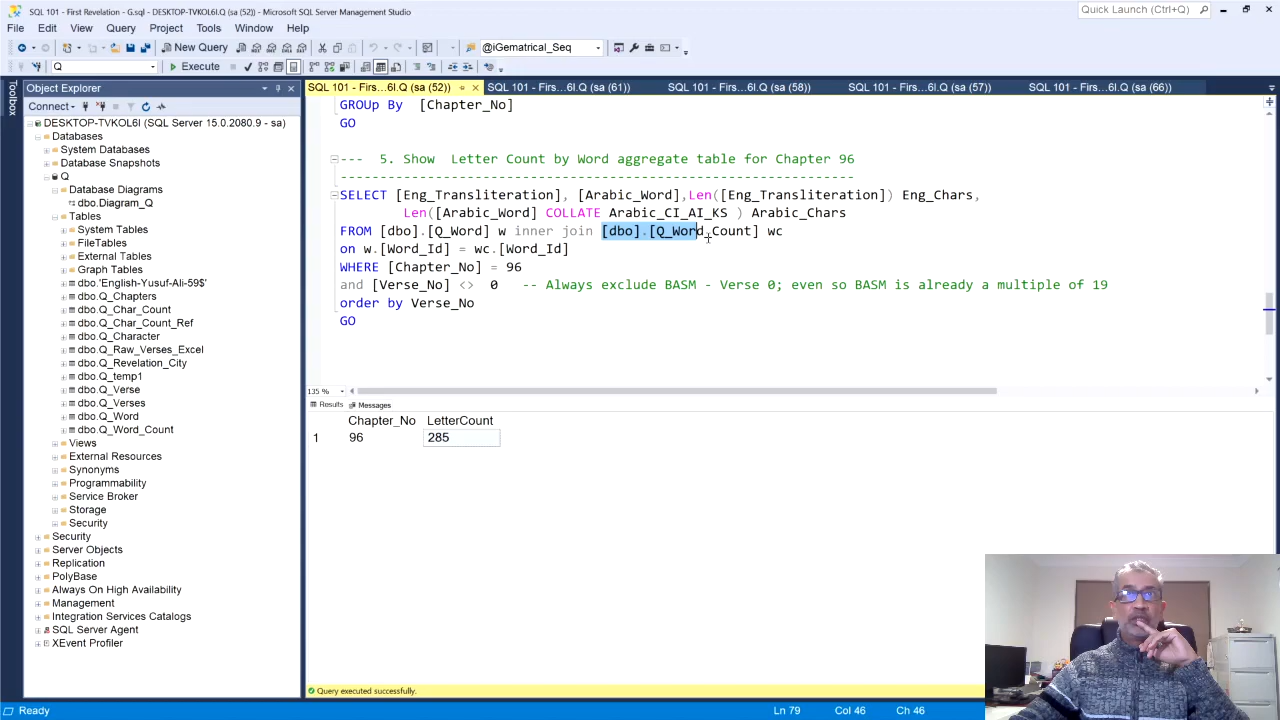 SQL 101 - First Revelation - G.sql - DESKTOP-TVKOL6I.Q (sa (52)) - Microsoft SQL Server Management Studio
Quick Launch (Ctrl+Q)
File Edit View Query Project Tools Window Help
New Query
@iGematrical_Seq
Q
Execute
Toolbox
Object Explorer
Connect
DESKTOP-TVKOL6I (SQL Server 15.0.2080.9 - sa)
Databases
System Databases
Database Snapshots
Q
Database Diagrams
dbo.Diagram_Q
Tables
System Tables
FileTables
External Tables
Graph Tables
dbo.'English-Yusuf-Ali-59$'
dbo.Q_Chapters
dbo.Q_Char_Count
dbo.Q_Char_Count_Ref
dbo.Q_Character
dbo.Q_Raw_Verses_Excel
dbo.Q_Revelation_City
dbo.Q_temp1
dbo.Q_Verse
dbo.Q_Verses
dbo.Q_Word
dbo.Q_Word_Count
Views
External Resources
Synonyms
Programmability
Service Broker
Storage
Security
Security
Server Objects
Replication
PolyBase
Always On High Availability
Management
Integration Services Catalogs
SQL Server Agent
XEvent Profiler
SQL 101 - Firs...6I.Q (sa (52)) SQL 101 - Firs...6I.Q (sa (61)) SQL 101 - Firs...6I.Q (sa (58)) SQL 101 - Firs...6I.Q (sa (57)) SQL 101 - Firs...6I.Q (sa (66))
GROUp By [Chapter_No]
GO
--- 5. Show Letter Count by Word aggregate table for Chapter 96
------------------------------------------------------------------------------
SELECT [Eng_Transliteration], [Arabic_Word],Len([Eng_Transliteration]) Eng_Chars,
Len([Arabic_Word] COLLATE Arabic_CI_AI_KS ) Arabic_Chars
FROM [dbo].[Q_Word] w inner join [dbo].[Q_Word_Count] wc
on w.[Word_Id] = wc.[Word_Id]
WHERE [Chapter_No] = 96
and [Verse_No] <> 0 -- Always exclude BASM - Verse 0; even so BASM is already a multiple of 19
order by Verse_No
GO
135 %
Results Messages
Chapter_No LetterCount
1 96 285
Query executed successfully.
Ready Ln 79 Col 46 Ch 46